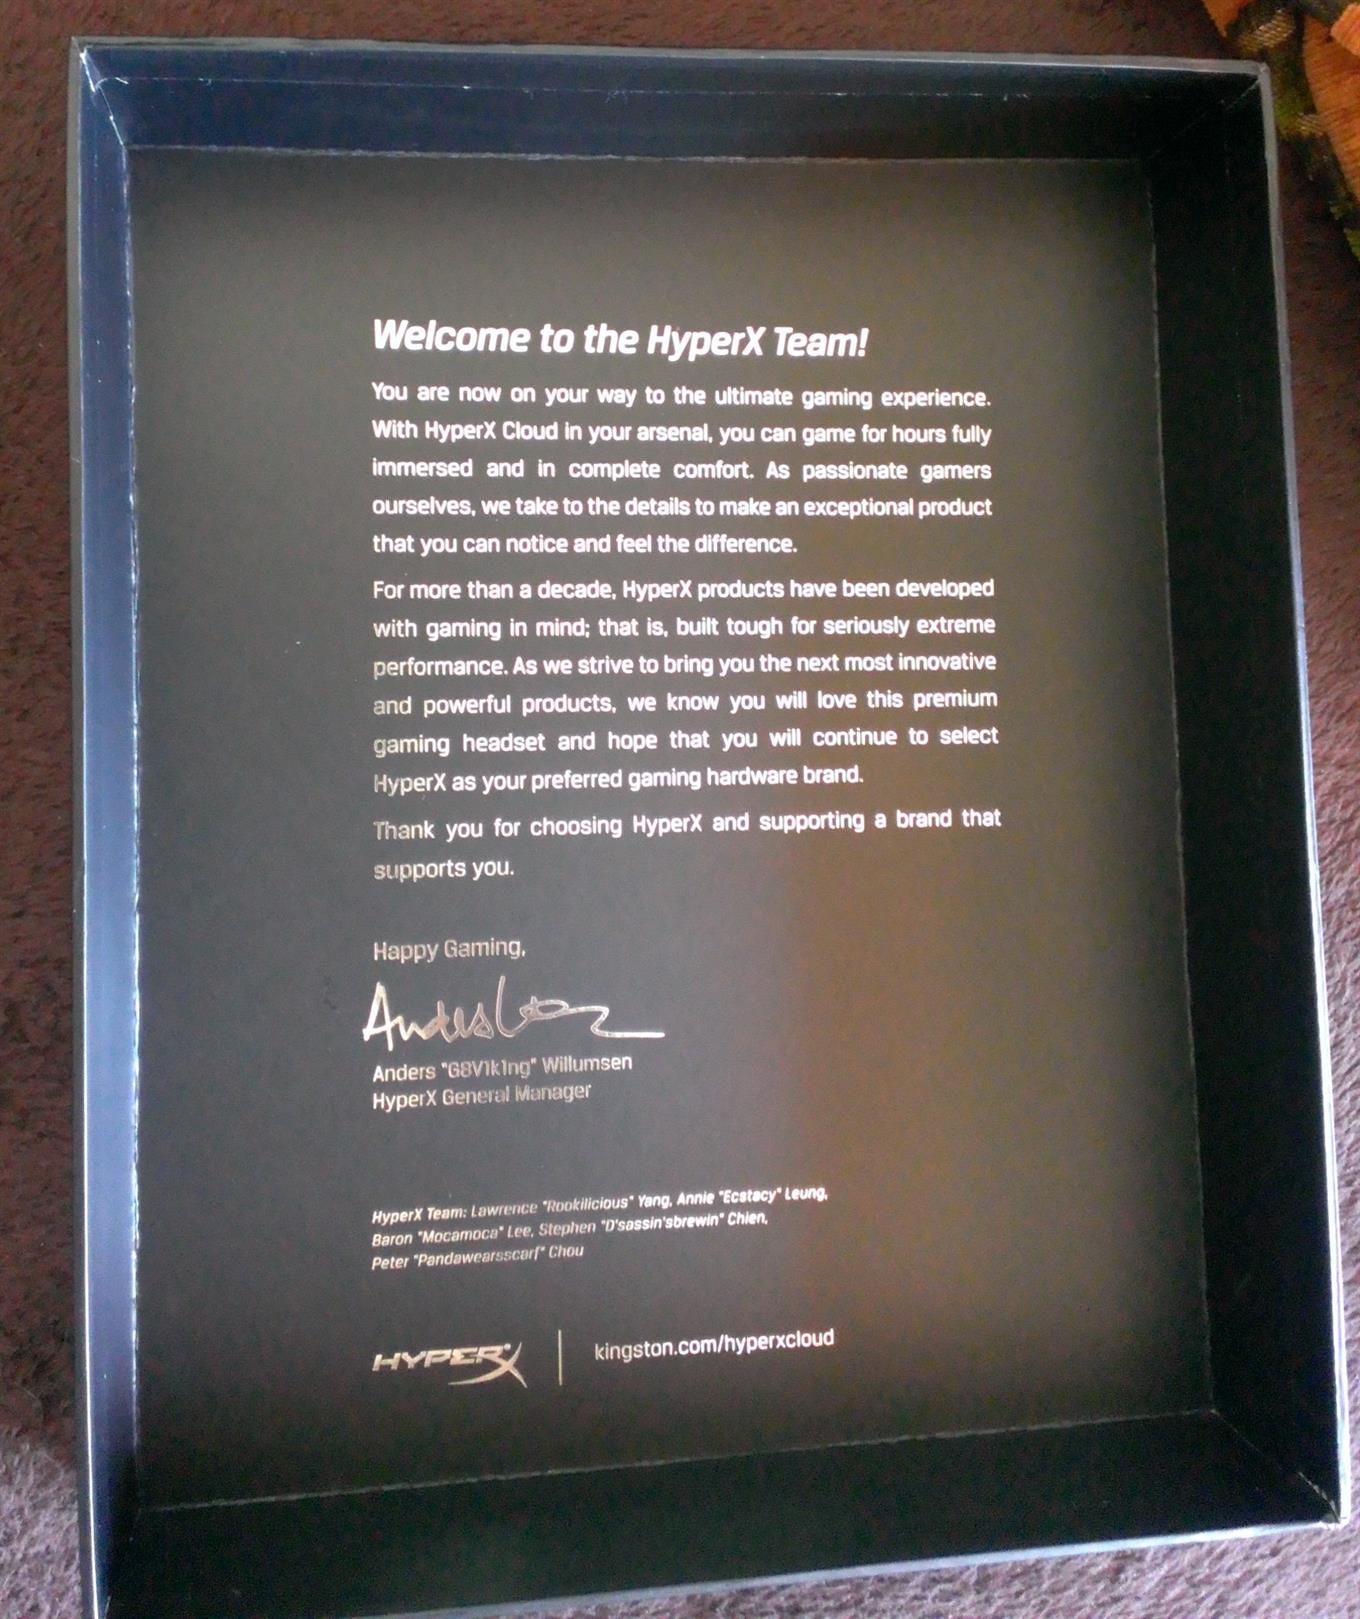 Welcome to the HyperX Team!
You are now on your way to the ultimate gaming experience.
With HyperX Cloud in your arsenal, you can game for hours fully
immersed and in complete comfort. As passionate gamers
ourselves, we take to the details to make an exceptional product
that you can notice and feel the difference.
For more than a decade, HyperX products have been developed
with gaming in mind; that is, built tough for seriously extreme
performance. As we strive to bring you the next most innovative
and powerful products, we know you will love this premium
gaming headset and hope that you will continue to select
HyperX as your preferred gaming hardware brand.
Thank you for choosing HyperX and supporting a brand that
supports you.
Happy Gaming,
Anders "G8V1k1ng" Willumsen
HyperX General Manager
HyperX Team: Lawrence "Rookilicious" Yang, Annie "Ecstacy" Leung,
Baron "Mocamoca" Lee, Stephen "D'sassin'sbrewin" Chien,
Peter "Pandawearsscarf" Chou
HYPERX
kingston.com/hyperxcloud